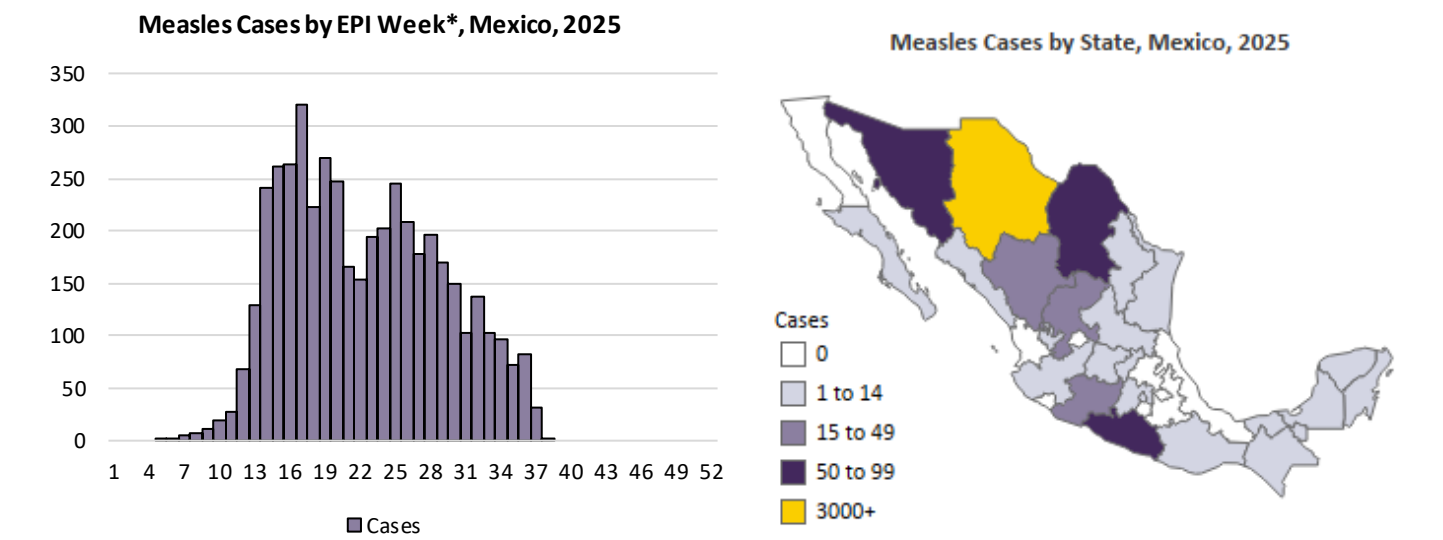 Measles Cases by EPI Week*, Mexico, 2025
350
300
250
200
150
100
50
0
1 4 7 10 13 16 19 22 25 28 31 34 37 40 43 46 49 52
Cases
Measles Cases by State, Mexico, 2025
Cases
0
1 to 14
15 to 49
50 to 99
3000+